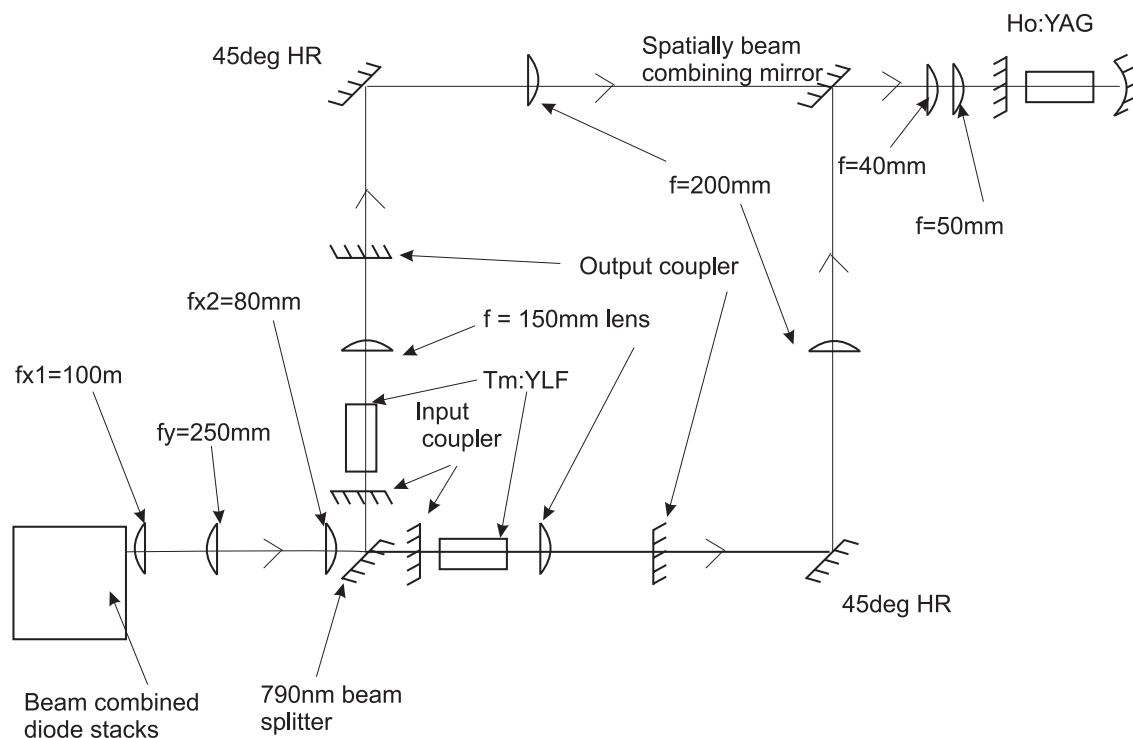 Ho:YAG
45deg HR
Spatially beam
combining mirror
f=40mm
f=200mm
f=50mm
Output coupler
fx2=80mm
f = 150mm lens
fx1=100m
Tm:YLF
Input
coupler
fy=250mm
45deg HR
Beam combined
diode stacks
790nm beam
splitter